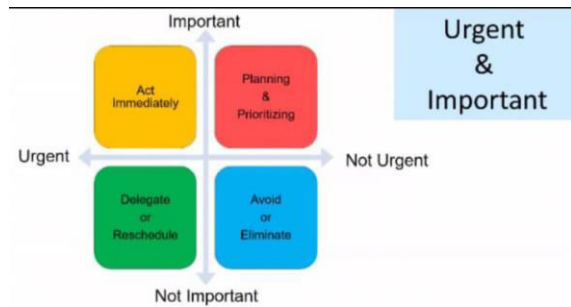 Important
Urgent
&
Important
Act
Immediately
Planning
&
Prioritizing
Urgent
Not Urgent
Delegate
or
Reschedule
Avoid
or
Eliminate
Not Important